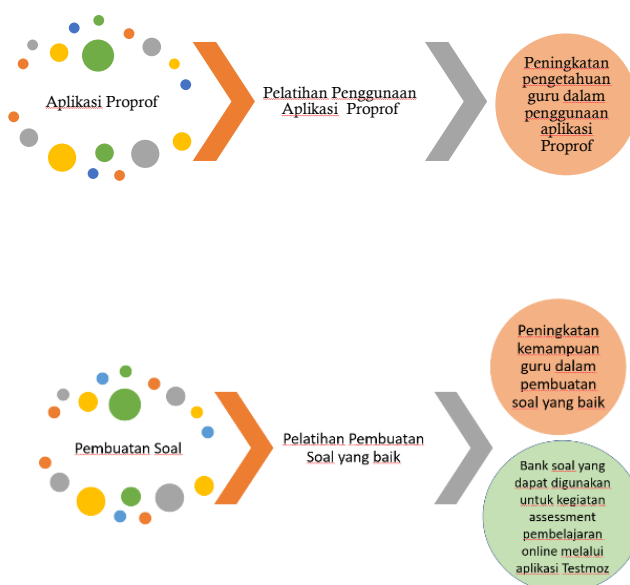 Aplikasi Proprof
Pelatihan Penggunaan
Aplikasi Proprof
Peningkatan
pengetahuan
guru dalam
penggunaan
aplikasi
Proprof
Pembuatan Soal
Pelatihan Pembuatan
Soal yang baik
Peningkatan
kemampuan
guru dalam
pembuatan
soal yang baik
Bank soal yang
dapat digunakan
untuk kegiatan
assessment
pembelajaran
online melalui
aplikasi Testmoz